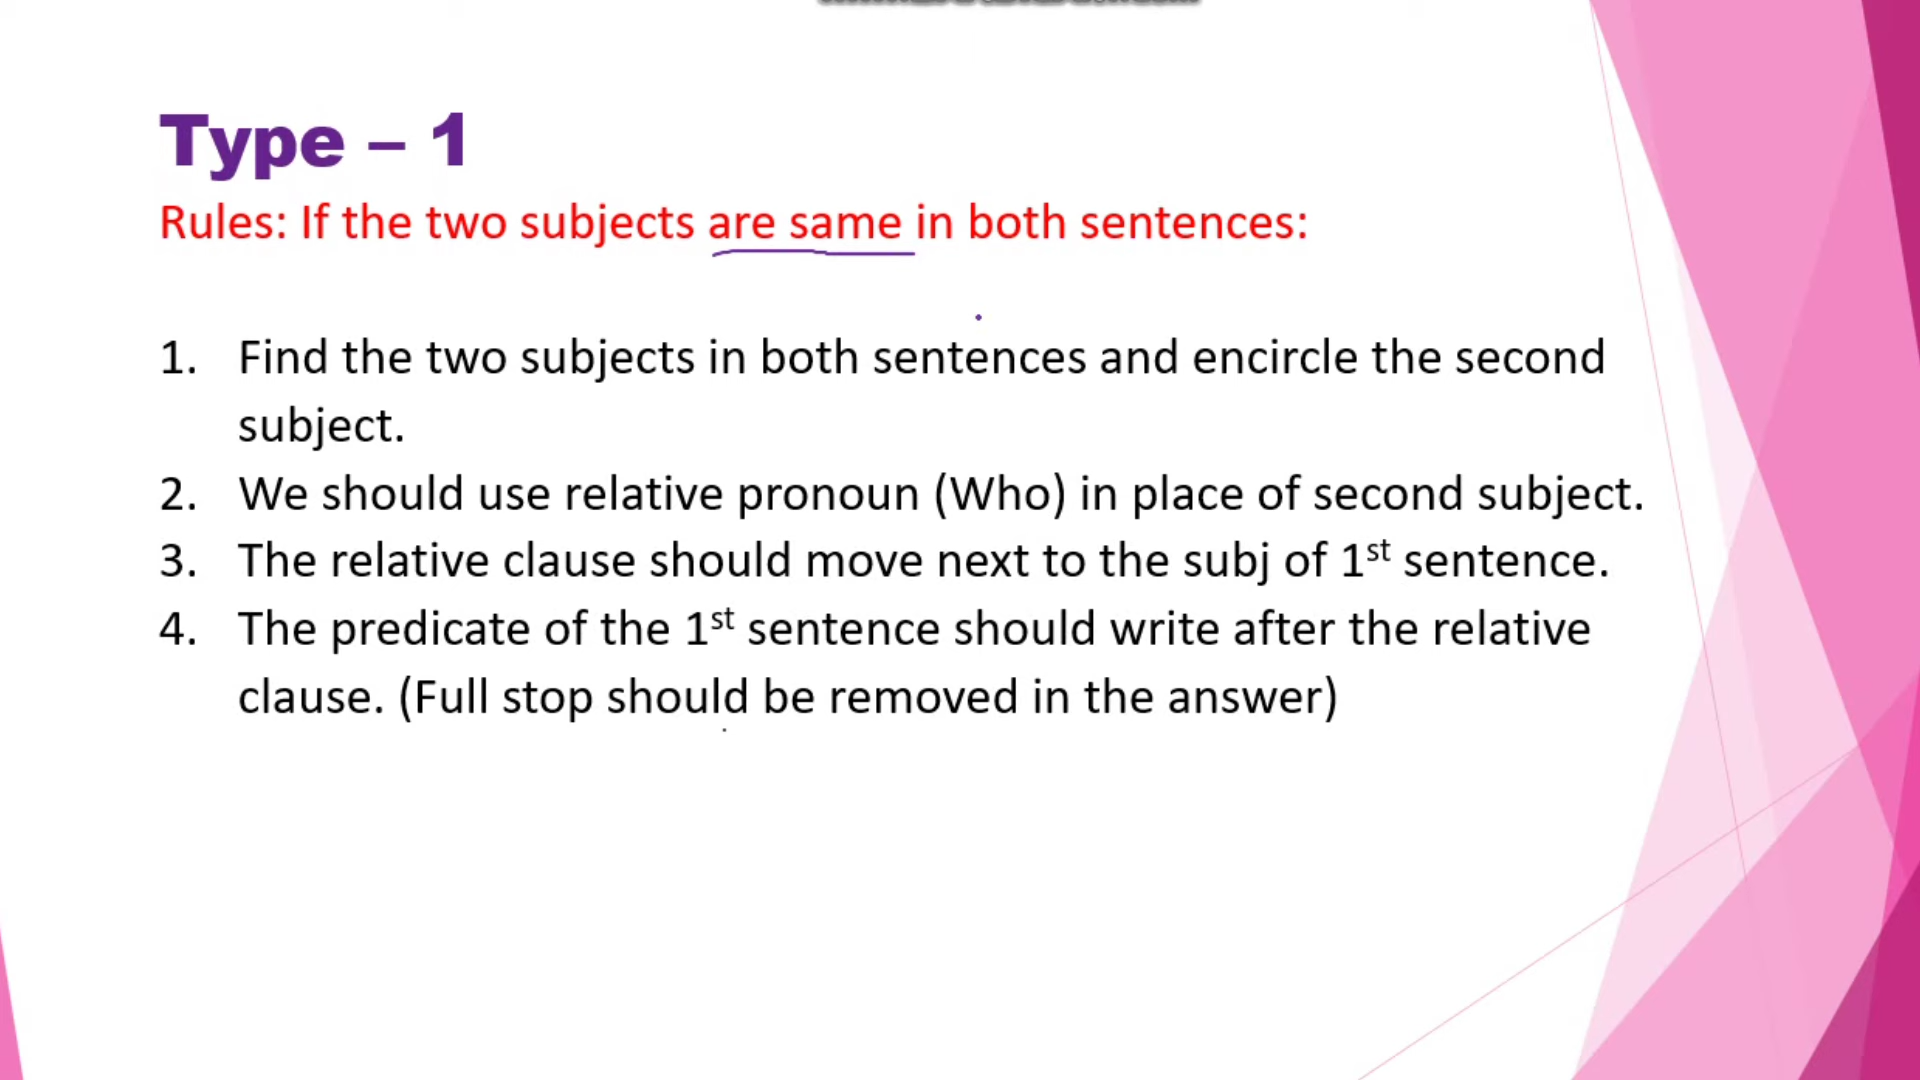 Type – 1
Rules: If the two subjects are same in both sentences:
1. Find the two subjects in both sentences and encircle the second
subject.
2. We should use relative pronoun (Who) in place of second subject.
3. The relative clause should move next to the subj of 1st sentence.
4. The predicate of the 1st sentence should write after the relative
clause. (Full stop should be removed in the answer)